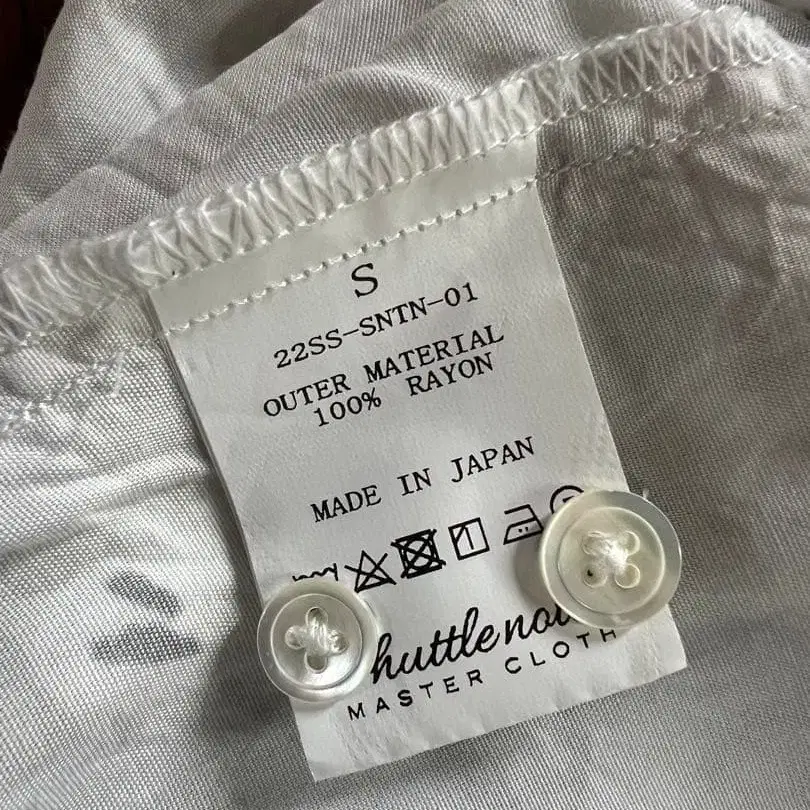 S
22SS-SNTN-01
OUTER MATERIAL
100% RAYON
MADE IN JAPAN
MASTER CLOTH